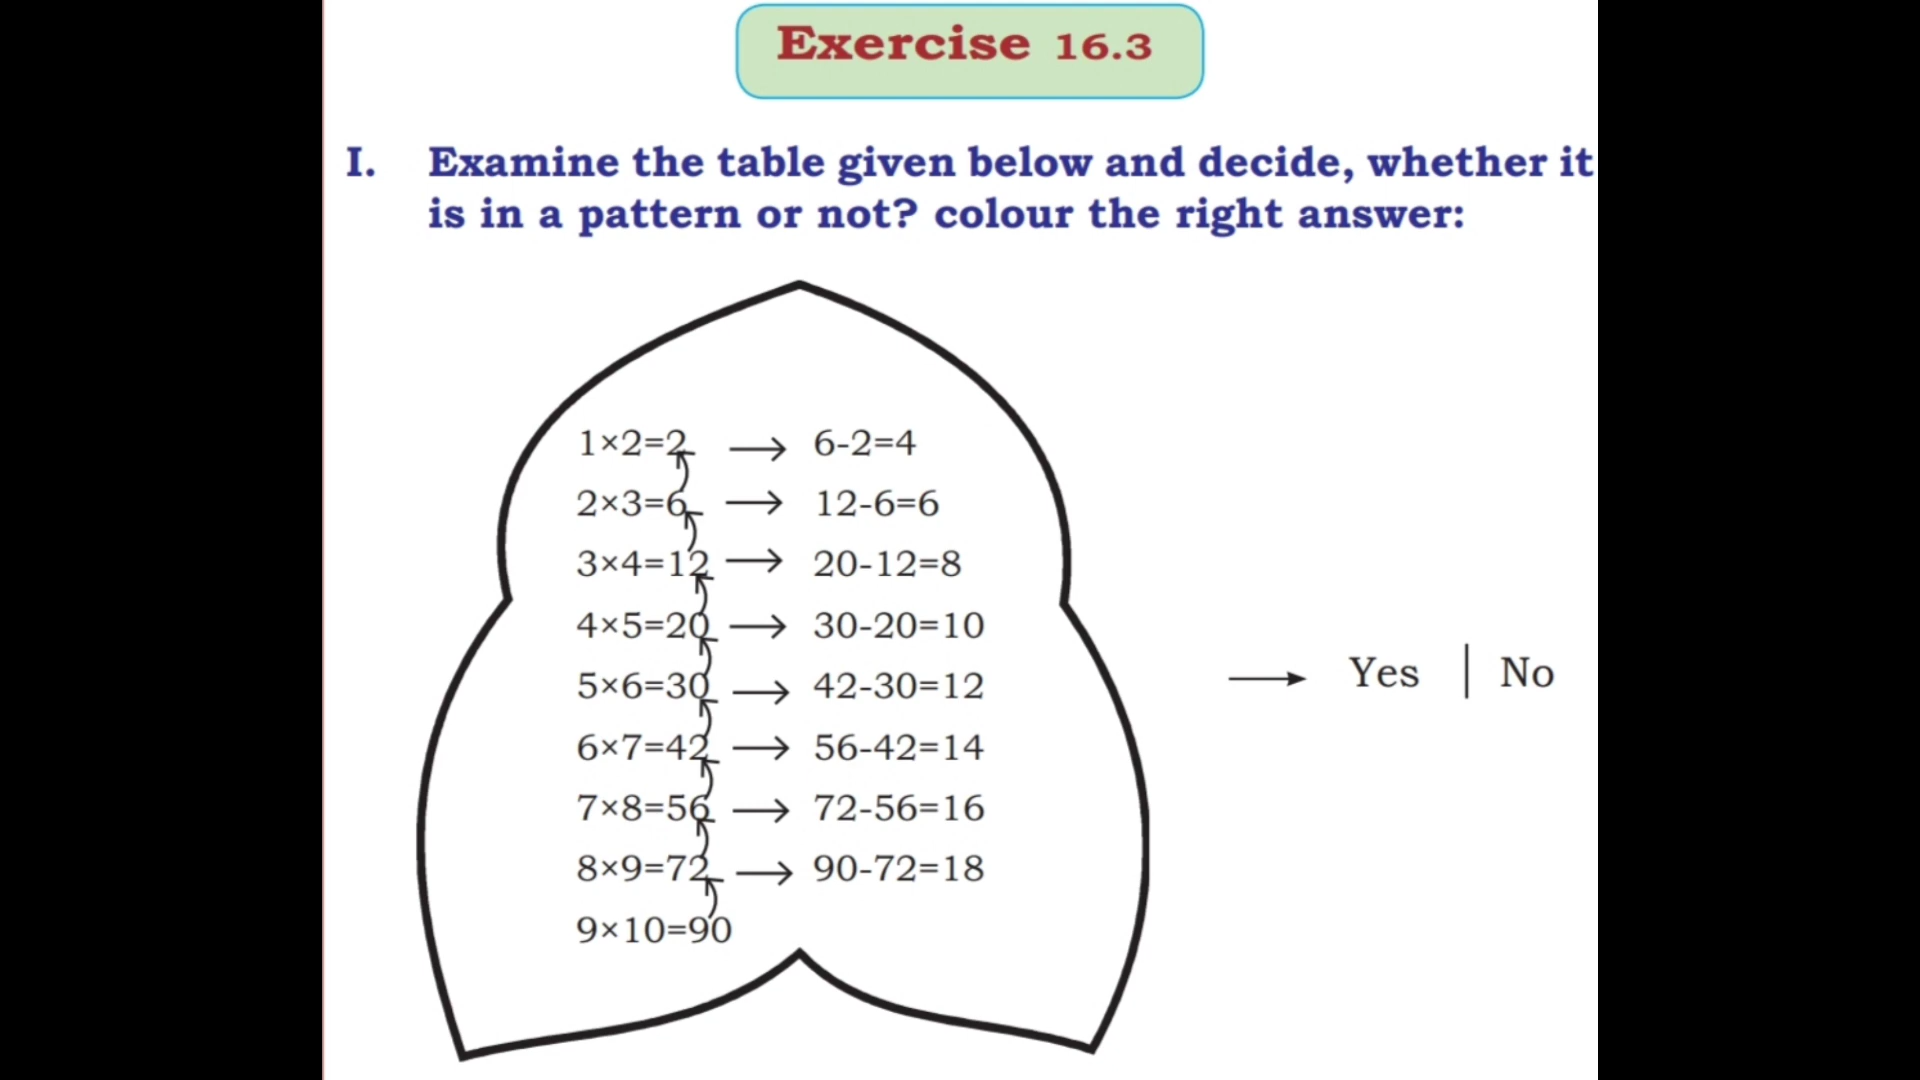 Exercise 16.3
I. Examine the table given below and decide, whether it
is in a pattern or not? colour the right answer:
1×2=2 → 6-2=4
2×3=6 → 12-6=6
3×4=12 → 20-12=8
4×5=20 → 30-20=10
5×6=30 → 42-30=12
6×7=42 → 56-42=14
7×8=56 → 72-56=16
8×9=72 → 90-72=18
9×10=90
→ Yes | No